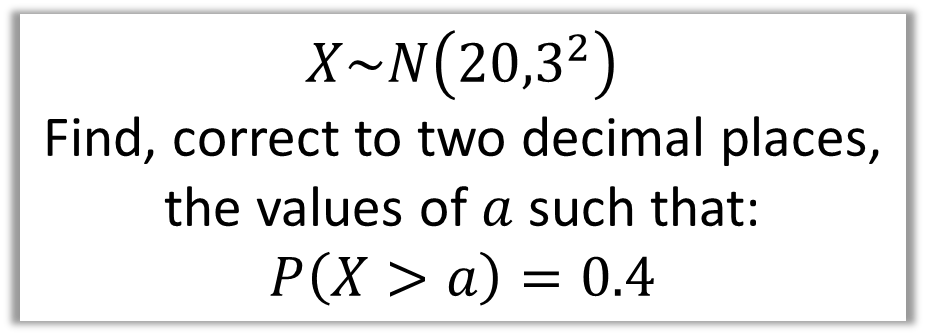 X~N(20,3²)
Find, correct to two decimal places,
the values of a such that:
P(X > a) = 0.4